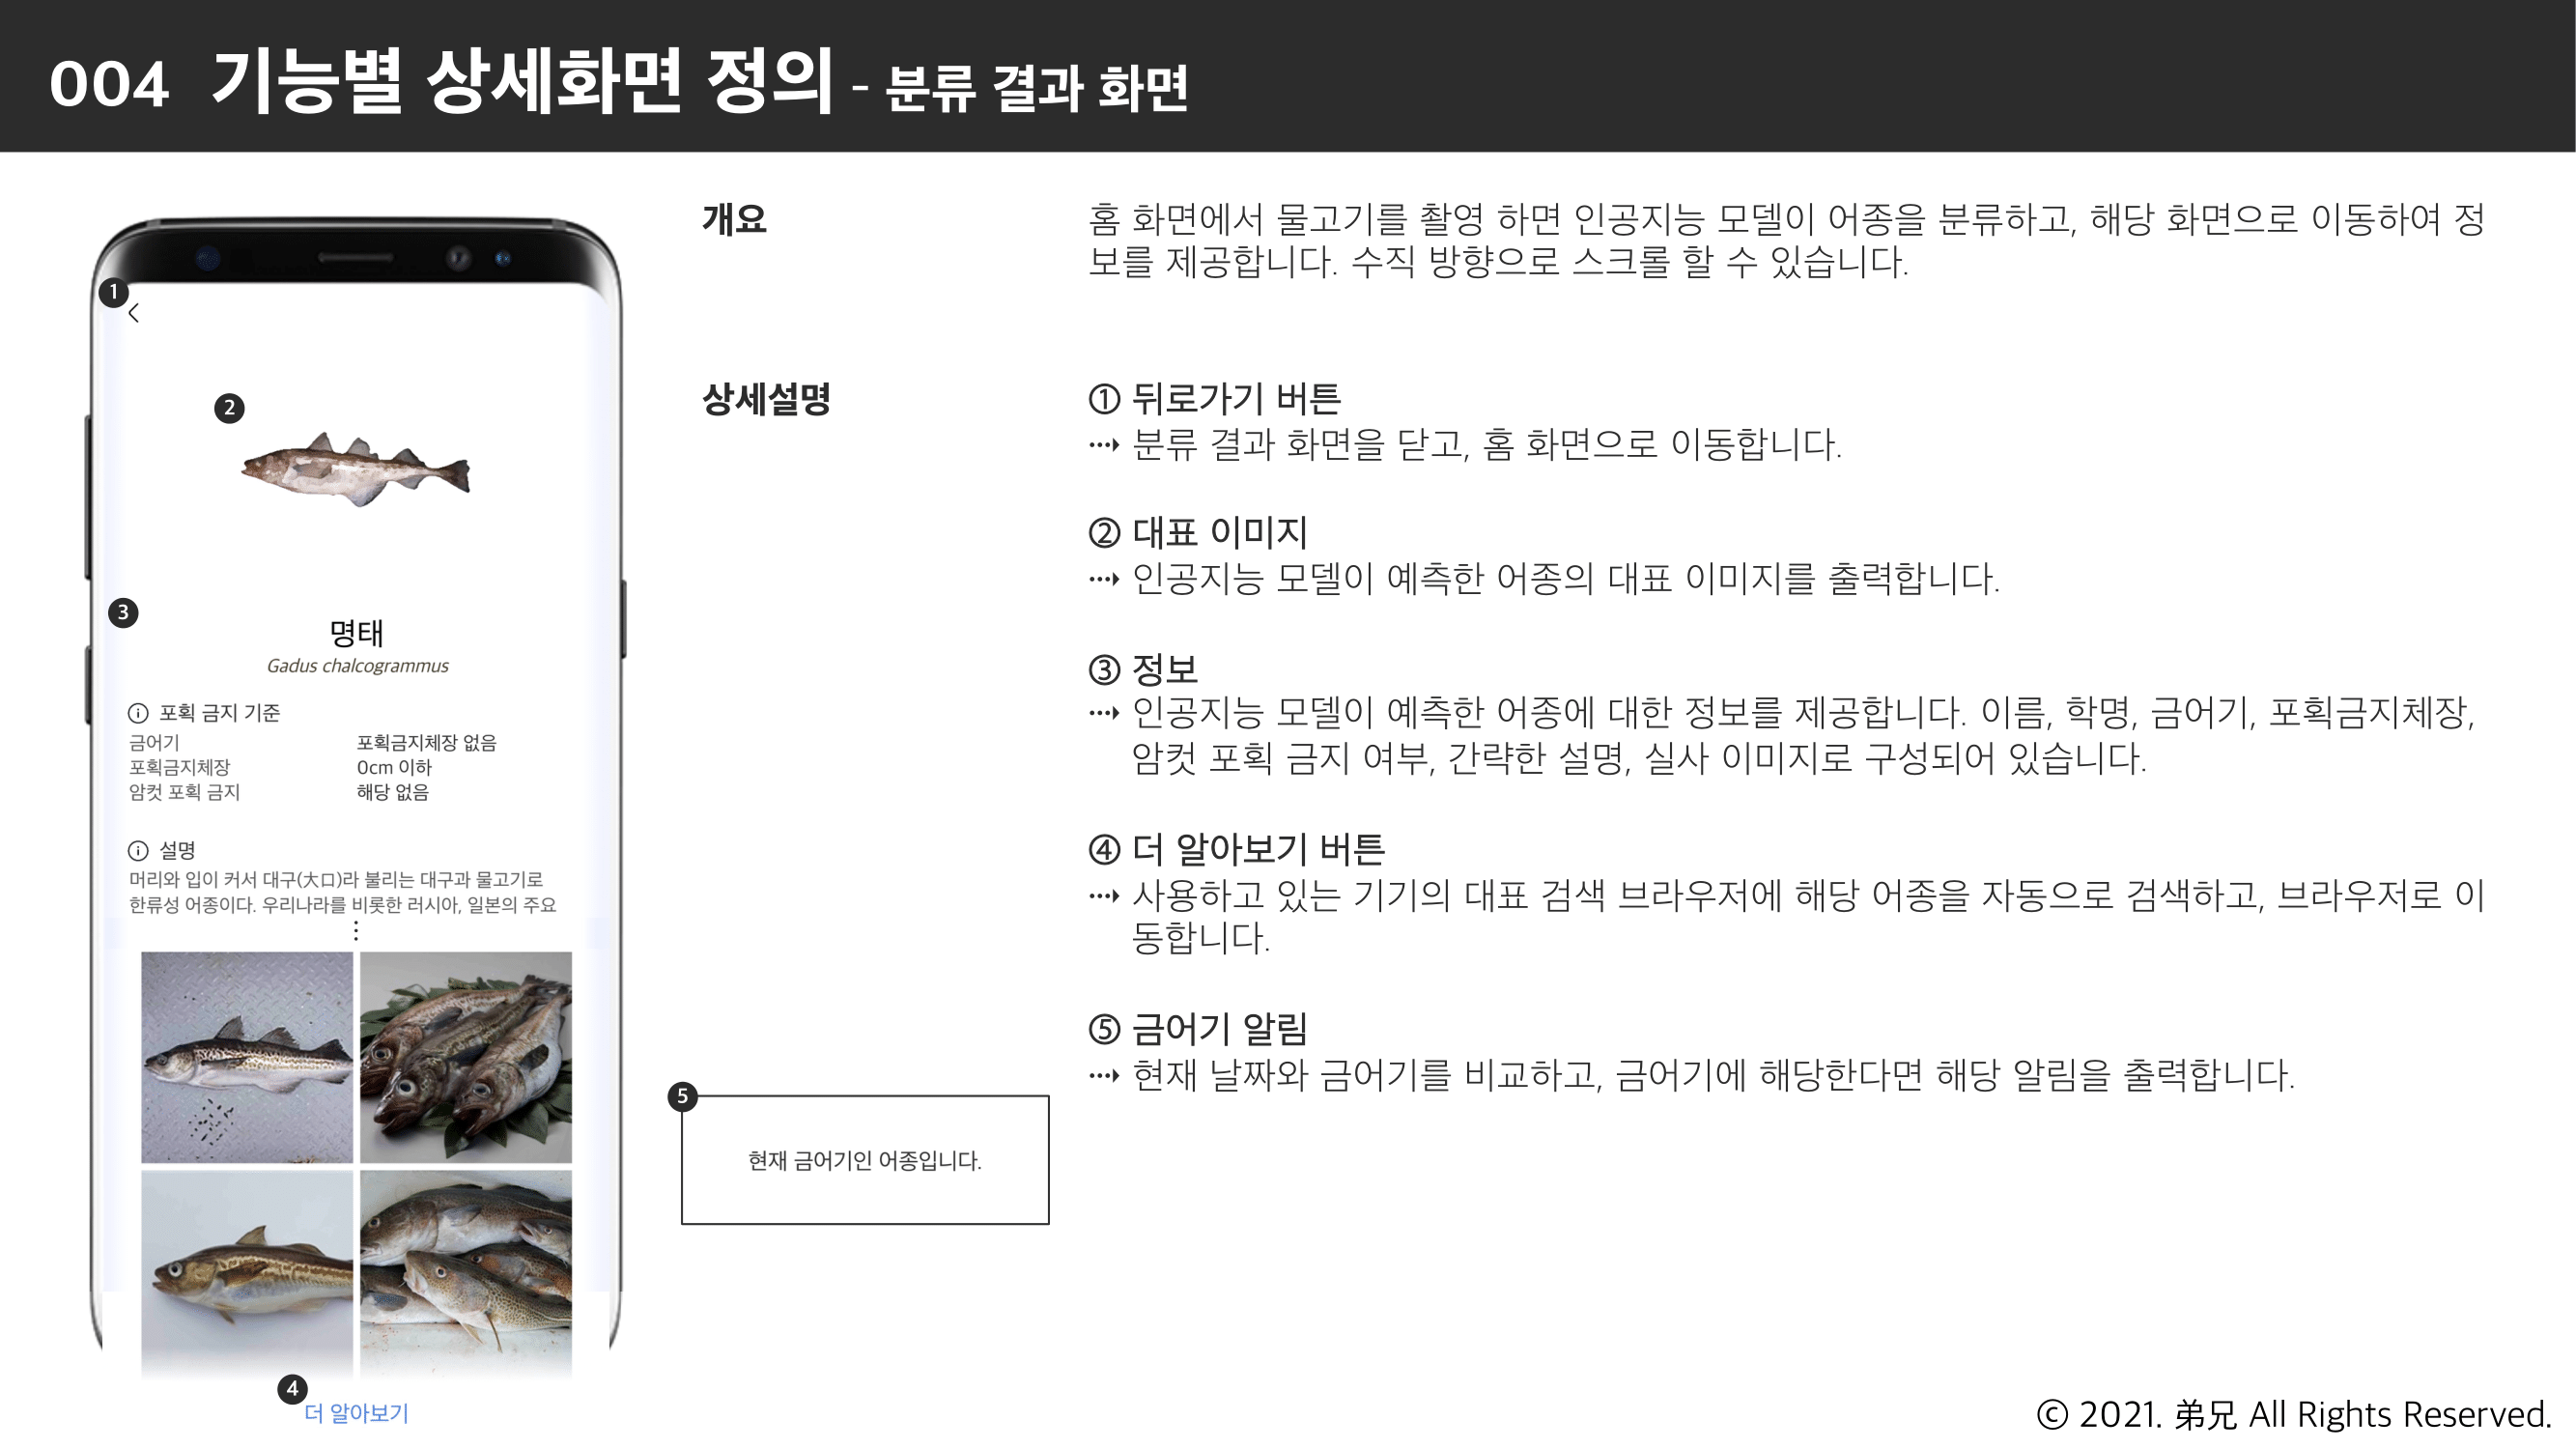 004 기능별 상세화면 정의 - 분류 결과 화면
개요
홈 화면에서 물고기를 촬영 하면 인공지능 모델이 어종을 분류하고, 해당 화면으로 이동하여 정
보를 제공합니다. 수직 방향으로 스크롤 할 수 있습니다.
상세설명
① 뒤로가기 버튼
⤑ 분류 결과 화면을 닫고, 홈 화면으로 이동합니다.
② 대표 이미지
⤑ 인공지능 모델이 예측한 어종의 대표 이미지를 출력합니다.
③ 정보
⤑ 인공지능 모델이 예측한 어종에 대한 정보를 제공합니다. 이름, 학명, 금어기, 포획금지체장,
암컷 포획 금지 여부, 간략한 설명, 실사 이미지로 구성되어 있습니다.
④ 더 알아보기 버튼
⤑ 사용하고 있는 기기의 대표 검색 브라우저에 해당 어종을 자동으로 검색하고, 브라우저로 이
동합니다.
⑤ 금어기 알림
⤑ 현재 날짜와 금어기를 비교하고, 금어기에 해당한다면 해당 알림을 출력합니다.
1
<
2
3
명태
Gadus chalcogrammus
ⓘ 포획 금지 기준
금어기 포획금지체장 없음
포획금지체장 0cm 이하
암컷 포획 금지 해당 없음
ⓘ 설명
머리와 입이 커서 대구(大口)라 불리는 대구과 물고기로
한류성 어종이다. 우리나라를 비롯한 러시아, 일본의 주요
⋮
4
더 알아보기
5
현재 금어기인 어종입니다.
ⓒ 2021. 弟兄 All Rights Reserved.